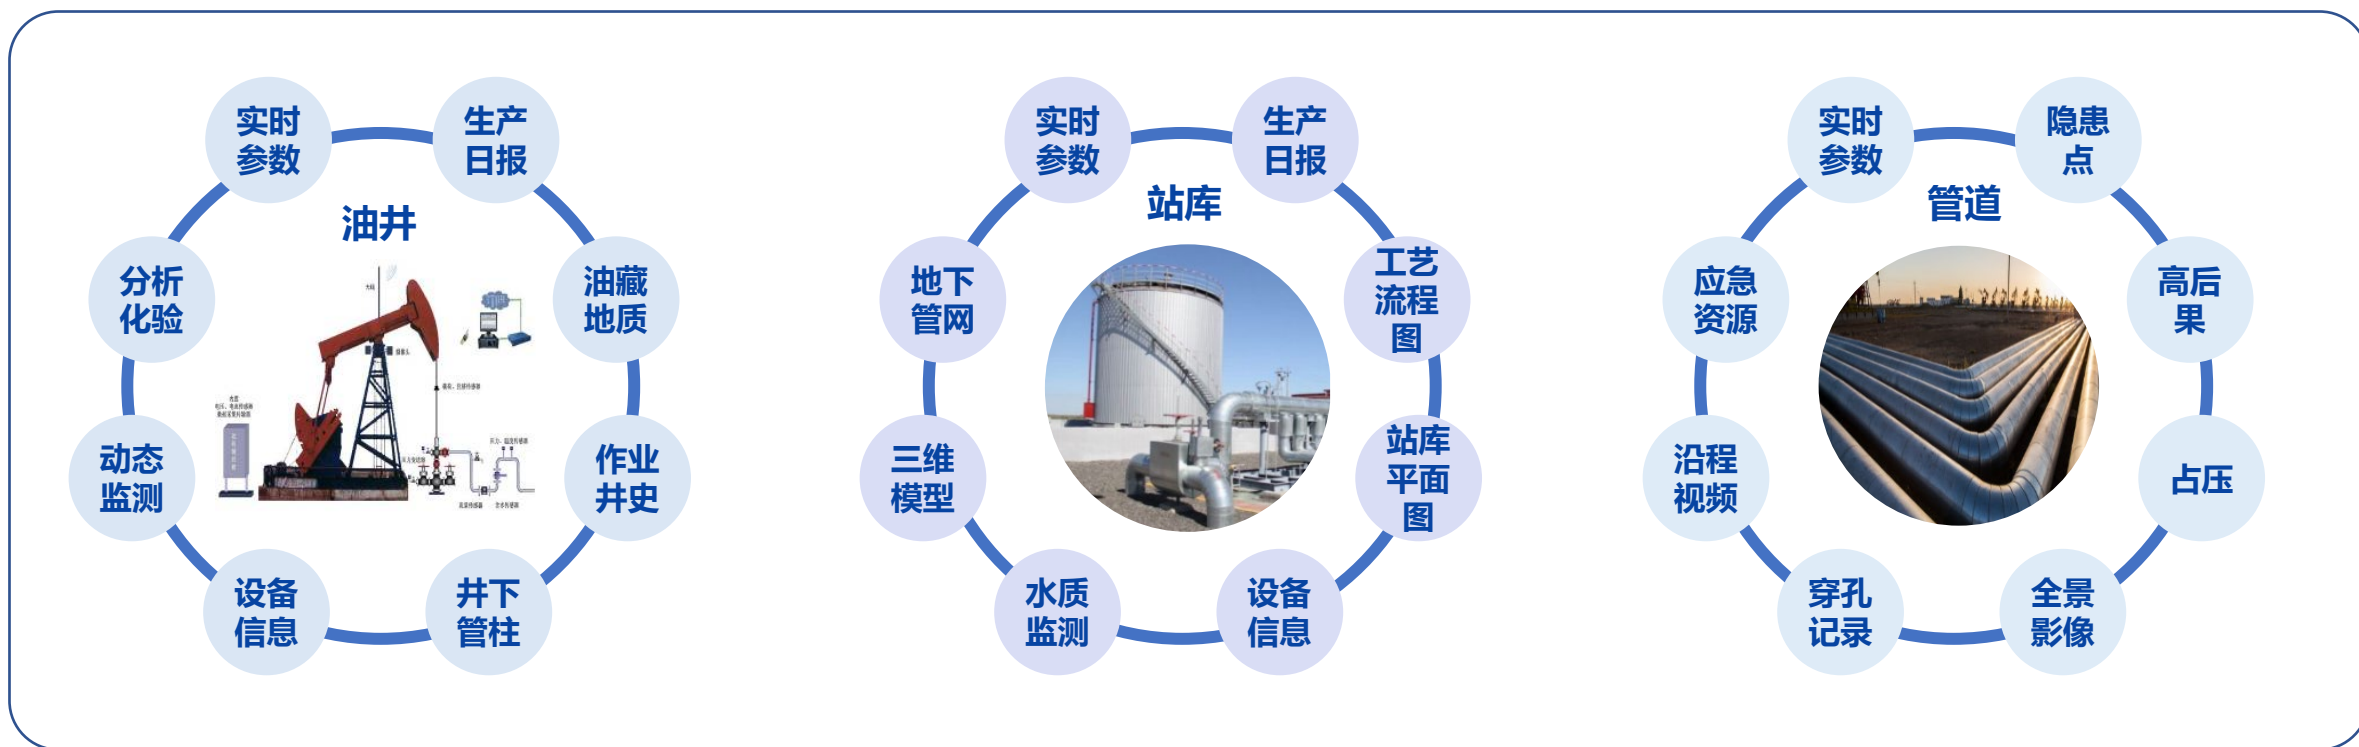 实时
参数
生产
日报
油井
分析
化验
油藏
地质
动态
监测
作业
井史
设备
信息
井下
管柱
实时
参数
生产
日报
站库
地下
管网
工艺
流程
图
三维
模型
站库
平面
图
水质
监测
设备
信息
实时
参数
隐患
点
管道
应急
资源
高后
果
沿程
视频
占压
穿孔
记录
全景
影像